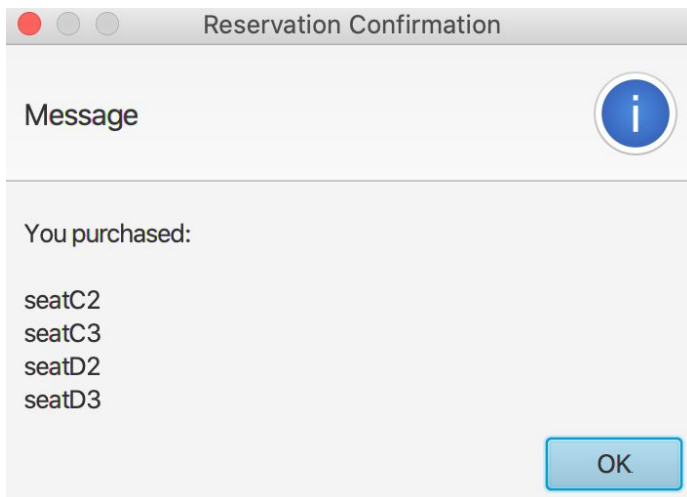 Reservation Confirmation
Message
i
You purchased:
seatC2
seatC3
seatD2
seatD3
OK